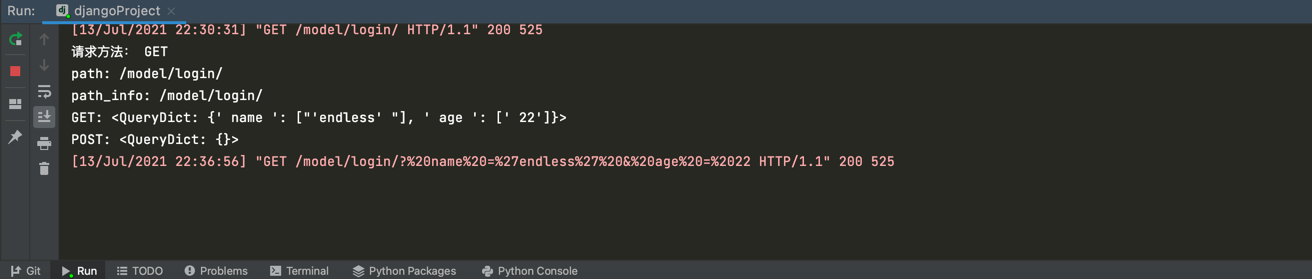 Run: djangoProject
[13/Jul/2021 22:30:31] "GET /model/login/ HTTP/1.1" 200 525
请求方法： GET
path: /model/login/
path_info: /model/login/
GET: <QueryDict: {' name ': ["'endless' "], ' age ': [' 22']}>
POST: <QueryDict: {}>
[13/Jul/2021 22:36:56] "GET /model/login/?%20name%20=%27endless%27%20&%20age%20=%2022 HTTP/1.1" 200 525
Git Run TODO Problems Terminal Python Packages Python Console